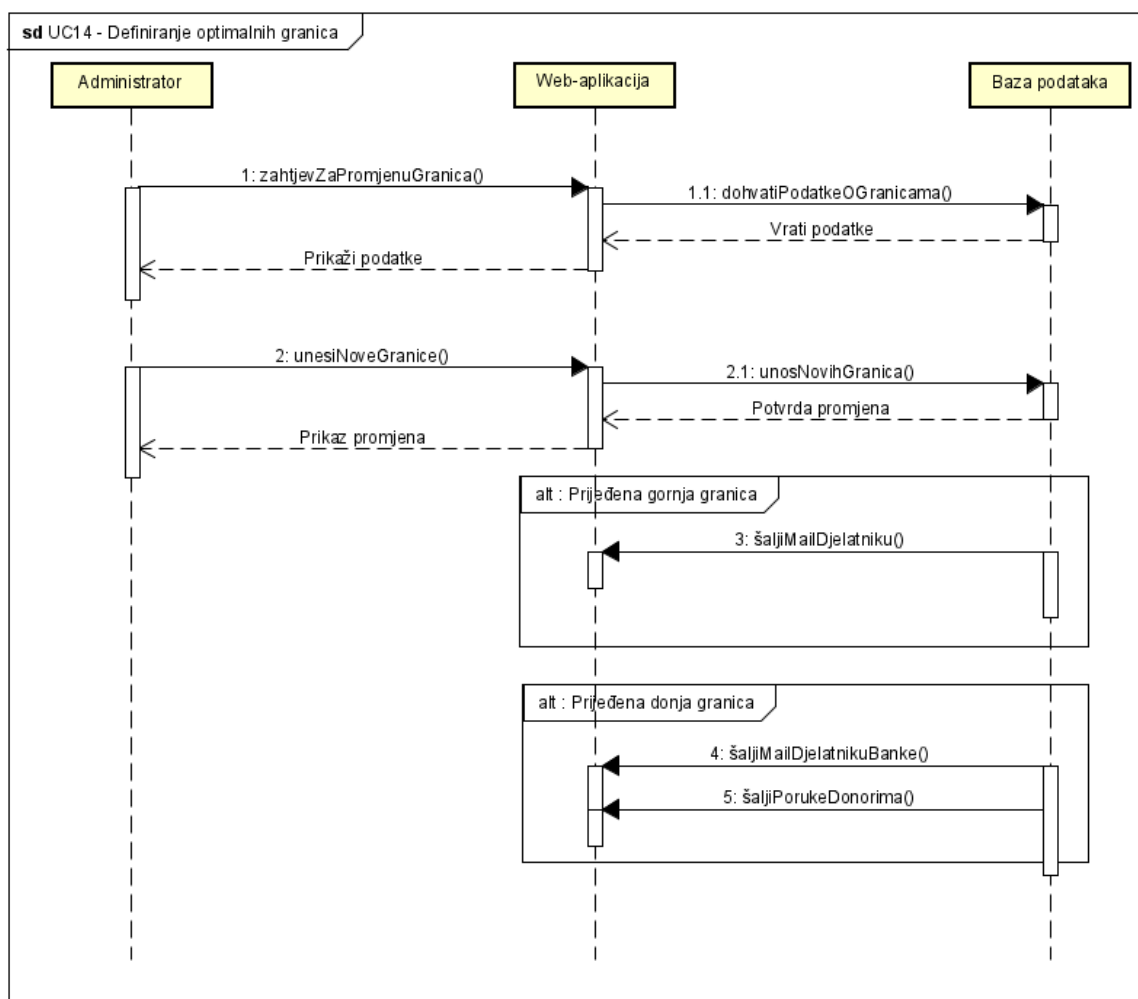 sd UC14 - Definiranje optimalnih granica
Administrator
Web-aplikacija
Baza podataka
1: zahtjevZaPromjenuGranica()
1.1: dohvatiPodatkeOGranicama()
Vrati podatke
Prikaži podatke
2: unesiNoveGranice()
2.1: unosNovihGranica()
Potvrda promjena
Prikaz promjena
alt : Prijeđena gornja granica
3: šaljiMailDjelatniku()
alt : Prijeđena donja granica
4: šaljiMailDjelatnikuBanke()
5: šaljiPorukeDonorima()